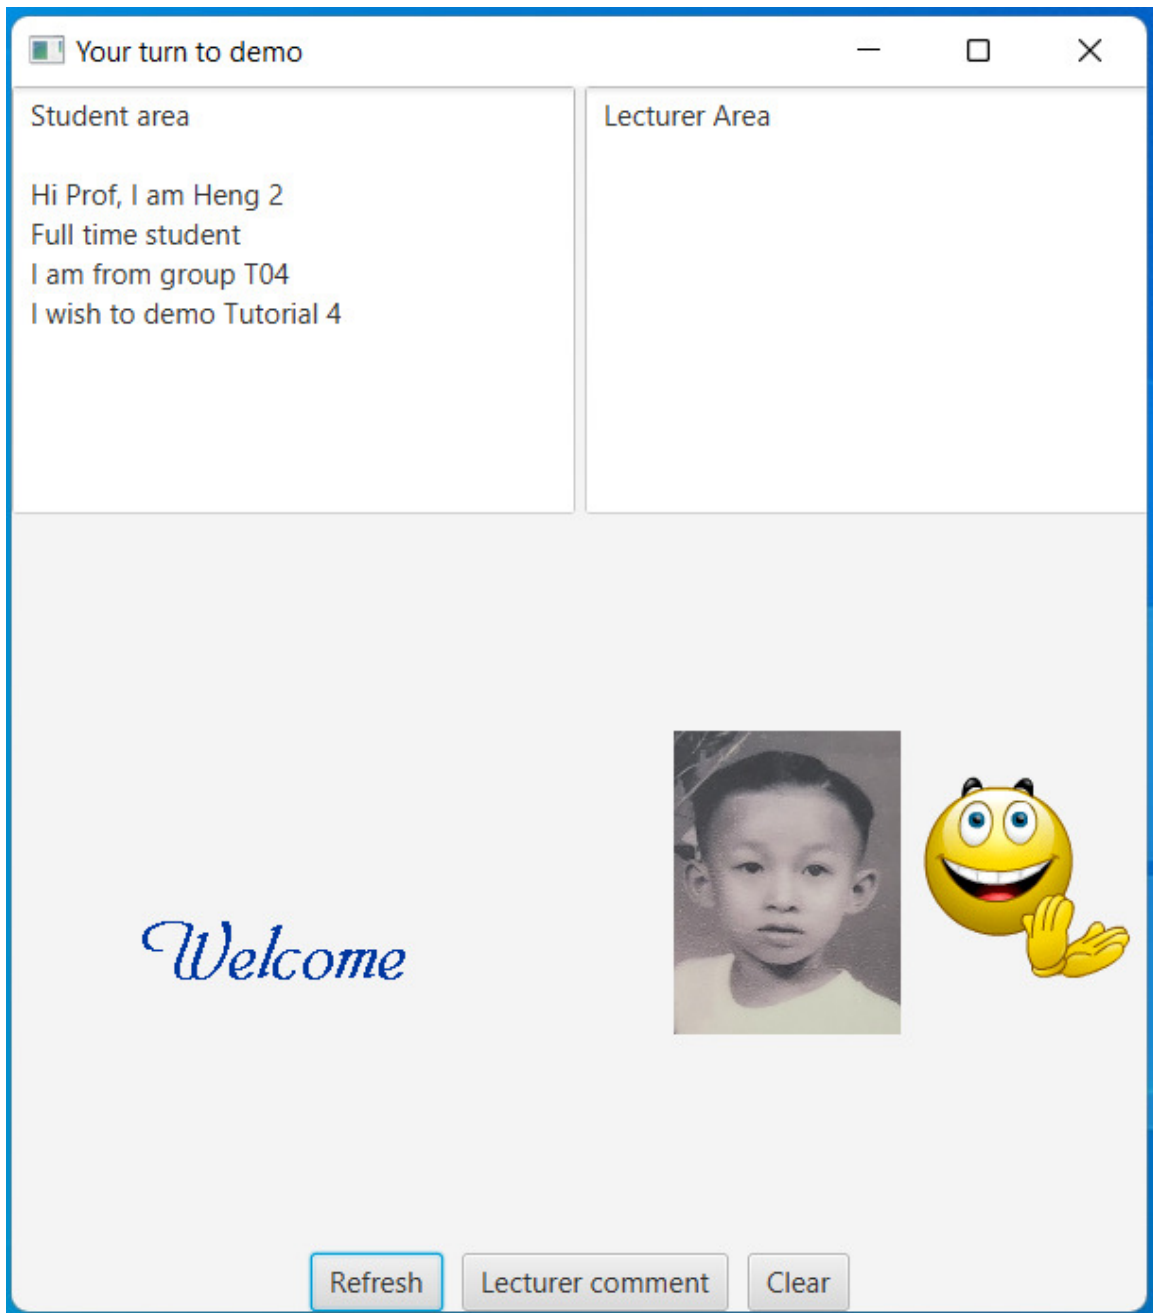 Your turn to demo
Student area
Hi Prof, I am Heng 2
Full time student
I am from group T04
I wish to demo Tutorial 4
Lecturer Area
Welcome
Refresh
Lecturer comment
Clear